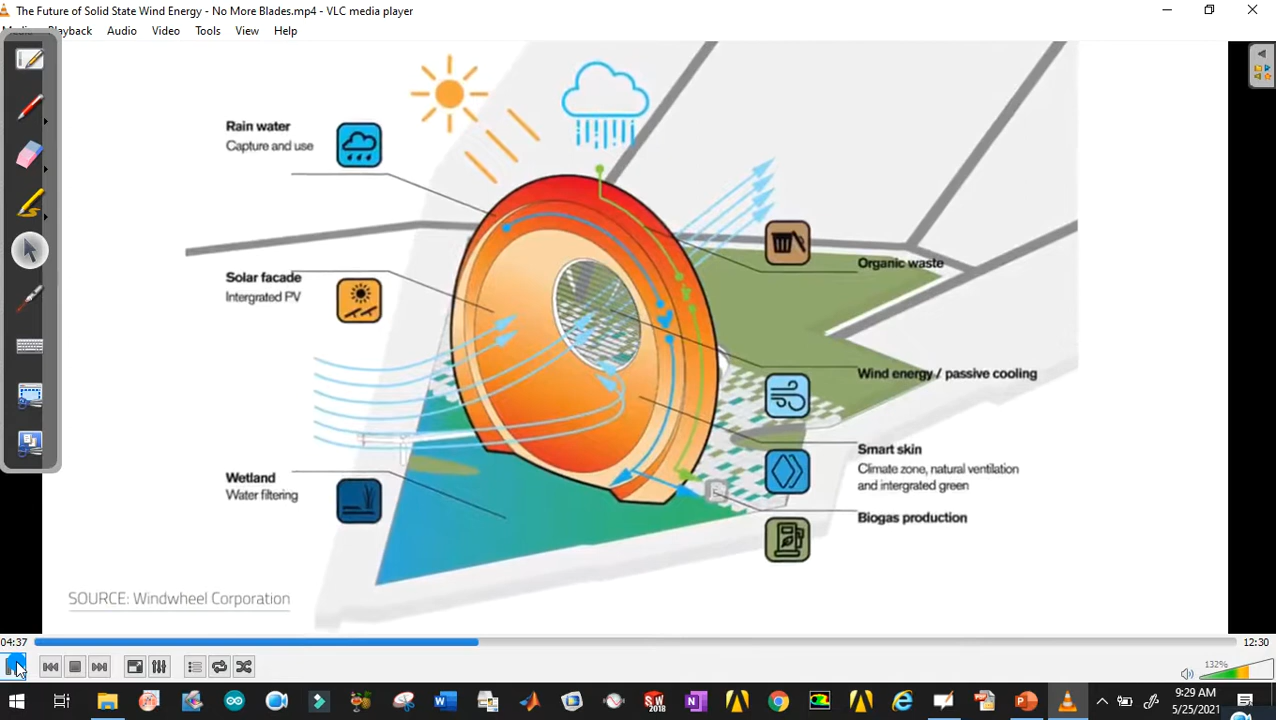 The Future of Solid State Wind Energy - No More Blades.mp4 - VLC media player
Playback Audio Video Tools View Help
Rain water
Capture and use
Solar facade
Intergrated PV
Wetland
Water filtering
Organic waste
Wind energy / passive cooling
Smart skin
Climate zone, natural ventilation
and intergrated green
Biogas production
SOURCE: Windwheel Corporation
04:37
12:30
132%
SW
2018
9:29 AM
5/25/2021